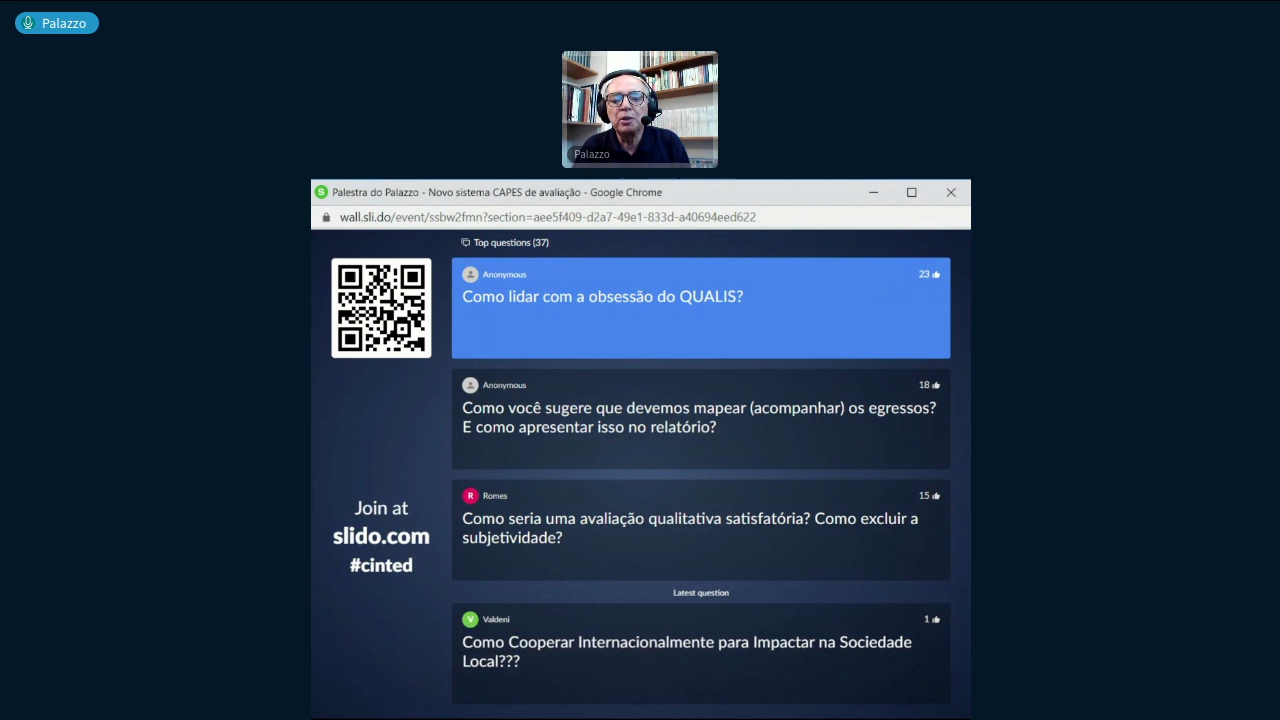 Palazzo
Palazzo
Palestra do Palazzo - Novo sistema CAPES de avaliação - Google Chrome
wall.sli.do/event/ssbw2fmn?section=aee5f409-d2a7-49e1-833d-a40694eed622
Top questions (37)
Anonymous 23
Como lidar com a obsessão do QUALIS?
Anonymous 18
Como você sugere que devemos mapear (acompanhar) os egressos?
E como apresentar isso no relatório?
R Romes 15
Como seria uma avaliação qualitativa satisfatória? Como excluir a
subjetividade?
Join at
slido.com
#cinted
Latest question
V Valdeni 1
Como Cooperar Internacionalmente para Impactar na Sociedade
Local???